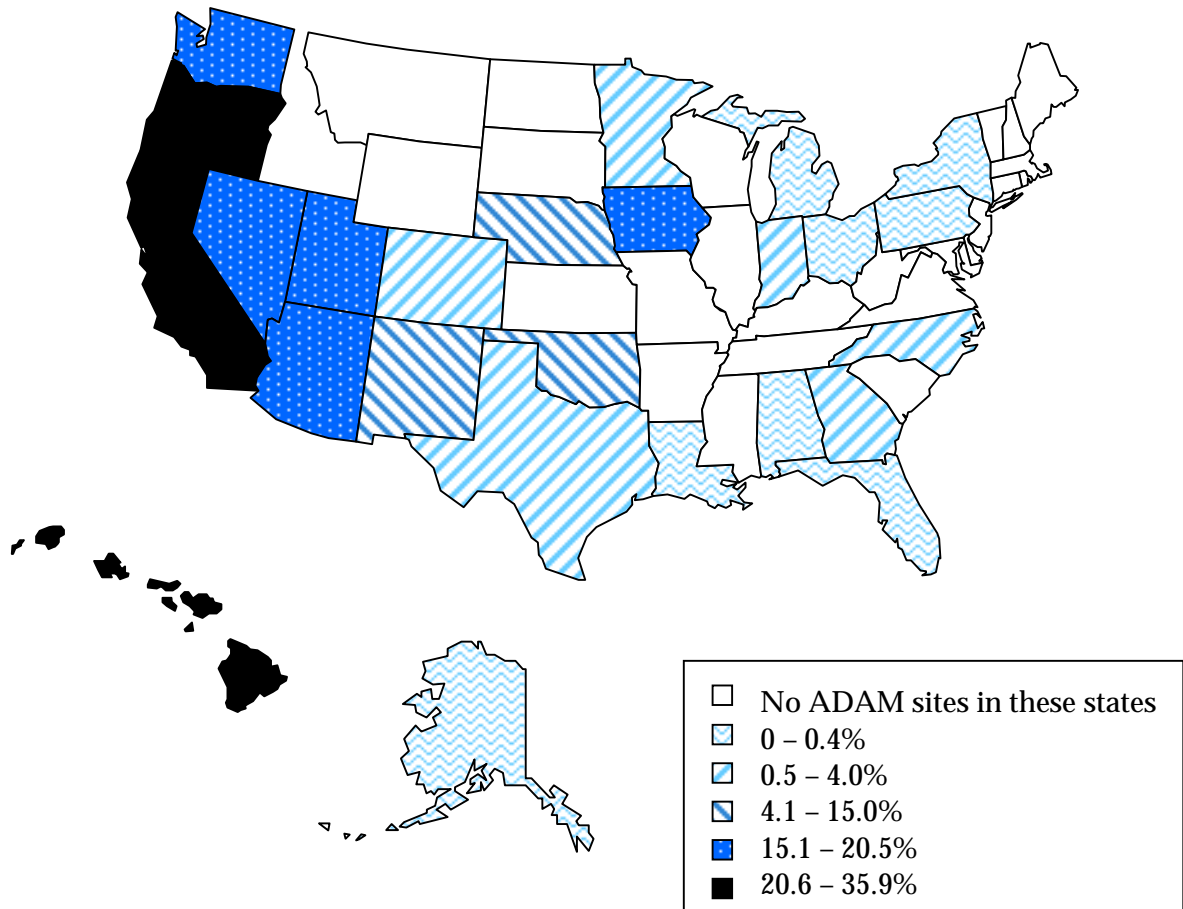 No ADAM sites in these states
0 – 0.4%
0.5 – 4.0%
4.1 – 15.0%
15.1 – 20.5%
20.6 – 35.9%